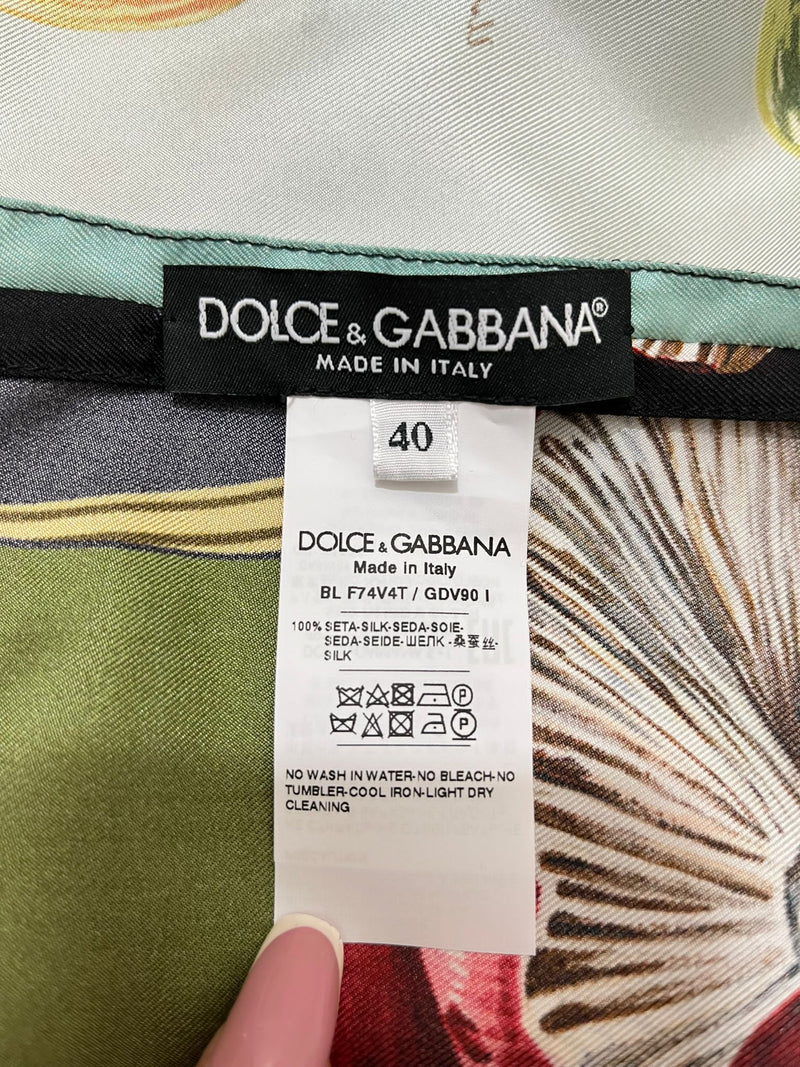 DOLCE & GABBANA®
MADE IN ITALY
40
DOLCE & GABBANA
Made in Italy
BL F74V4T / GDV90 I
100% SETA-SILK-SEDA-SOIE-
SEDA-SEIDE-ШЕЛК -桑蚕丝-
SILK
P
P
NO WASH IN WATER-NO BLEACH-NO
TUMBLER-COOL IRON-LIGHT DRY
CLEANING